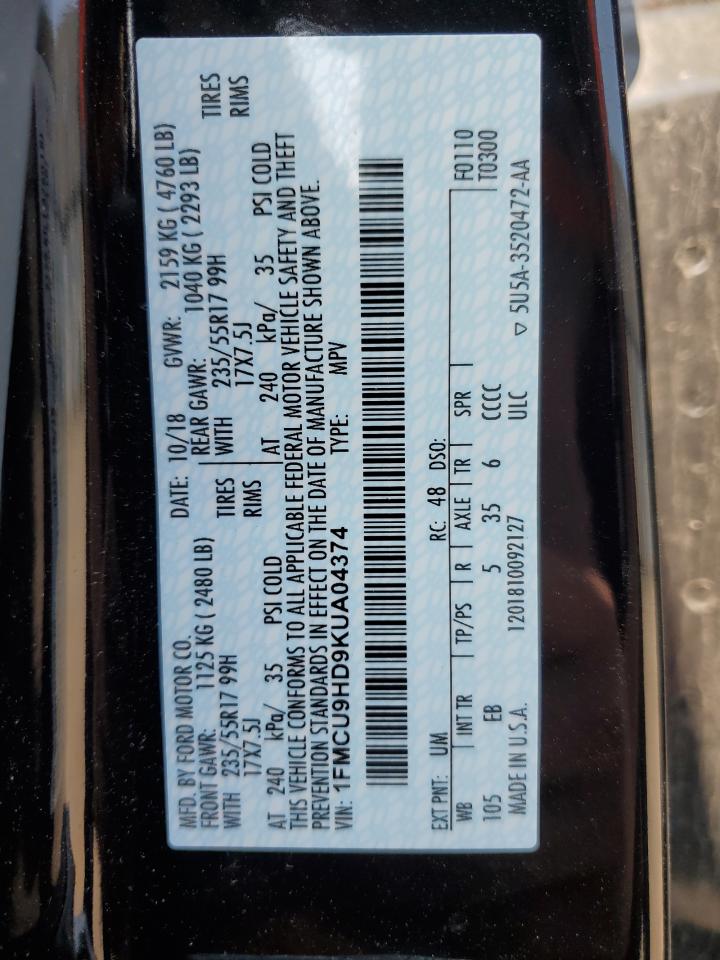 MFD. BY FORD MOTOR CO.
DATE: 10/18 GVWR: 2159 KG ( 4760 LB)
FRONT GAWR: 1125 KG ( 2480 LB) REAR GAWR: 1040 KG ( 2293 LB)
WITH 235/55R17 99H TIRES WITH 235/55R17 99H TIRES
17X7.5J RIMS 17X7.5J RIMS
AT 240 kPa/ 35 PSI COLD AT 240 kPa/ 35 PSI COLD
THIS VEHICLE CONFORMS TO ALL APPLICABLE FEDERAL MOTOR VEHICLE SAFETY AND THEFT
PREVENTION STANDARDS IN EFFECT ON THE DATE OF MANUFACTURE SHOWN ABOVE.
VIN: 1FMCU9HD9KUA04374 TYPE: MPV
EXT PNT: UM RC: 48 DSO: F0110
WB INT TR TP/PS R AXLE TR SPR T0300
105 EB 5 35 6 CCCC
MADE IN U.S.A. 1201810092127 ULC ▽ 5U5A-3520472-AA